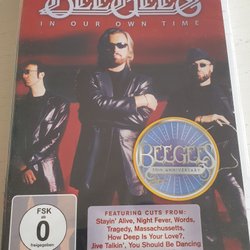 BEE GEES
IN OUR OWN TIME
BEE GEES
50TH ANNIVERSARY
FSK
0
freigegeben
FEATURING CUTS FROM:
Stayin' Alive, Night Fever, Words,
Tragedy, Massachusetts,
How Deep Is Your Love?,
Jive Talkin', You Should Be Dancing